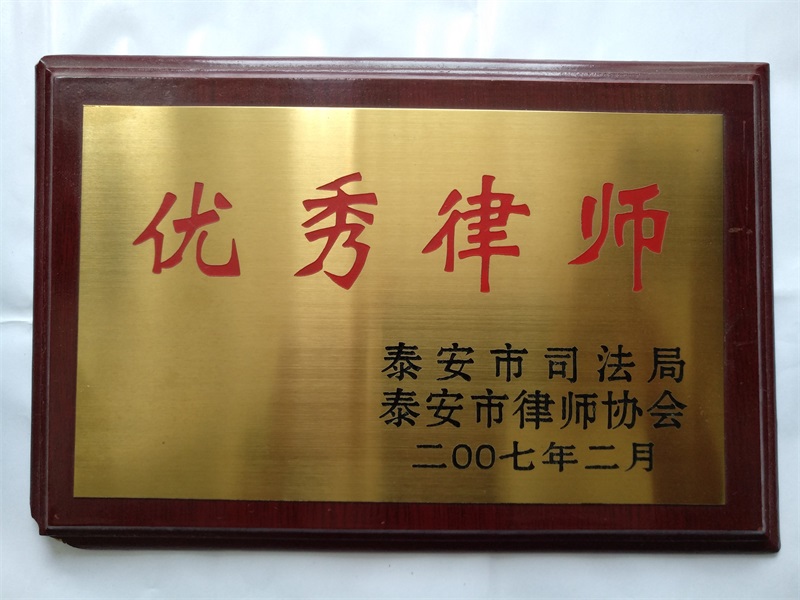 优秀律师
泰安市司法局
泰安市律师协会
二00七年二月